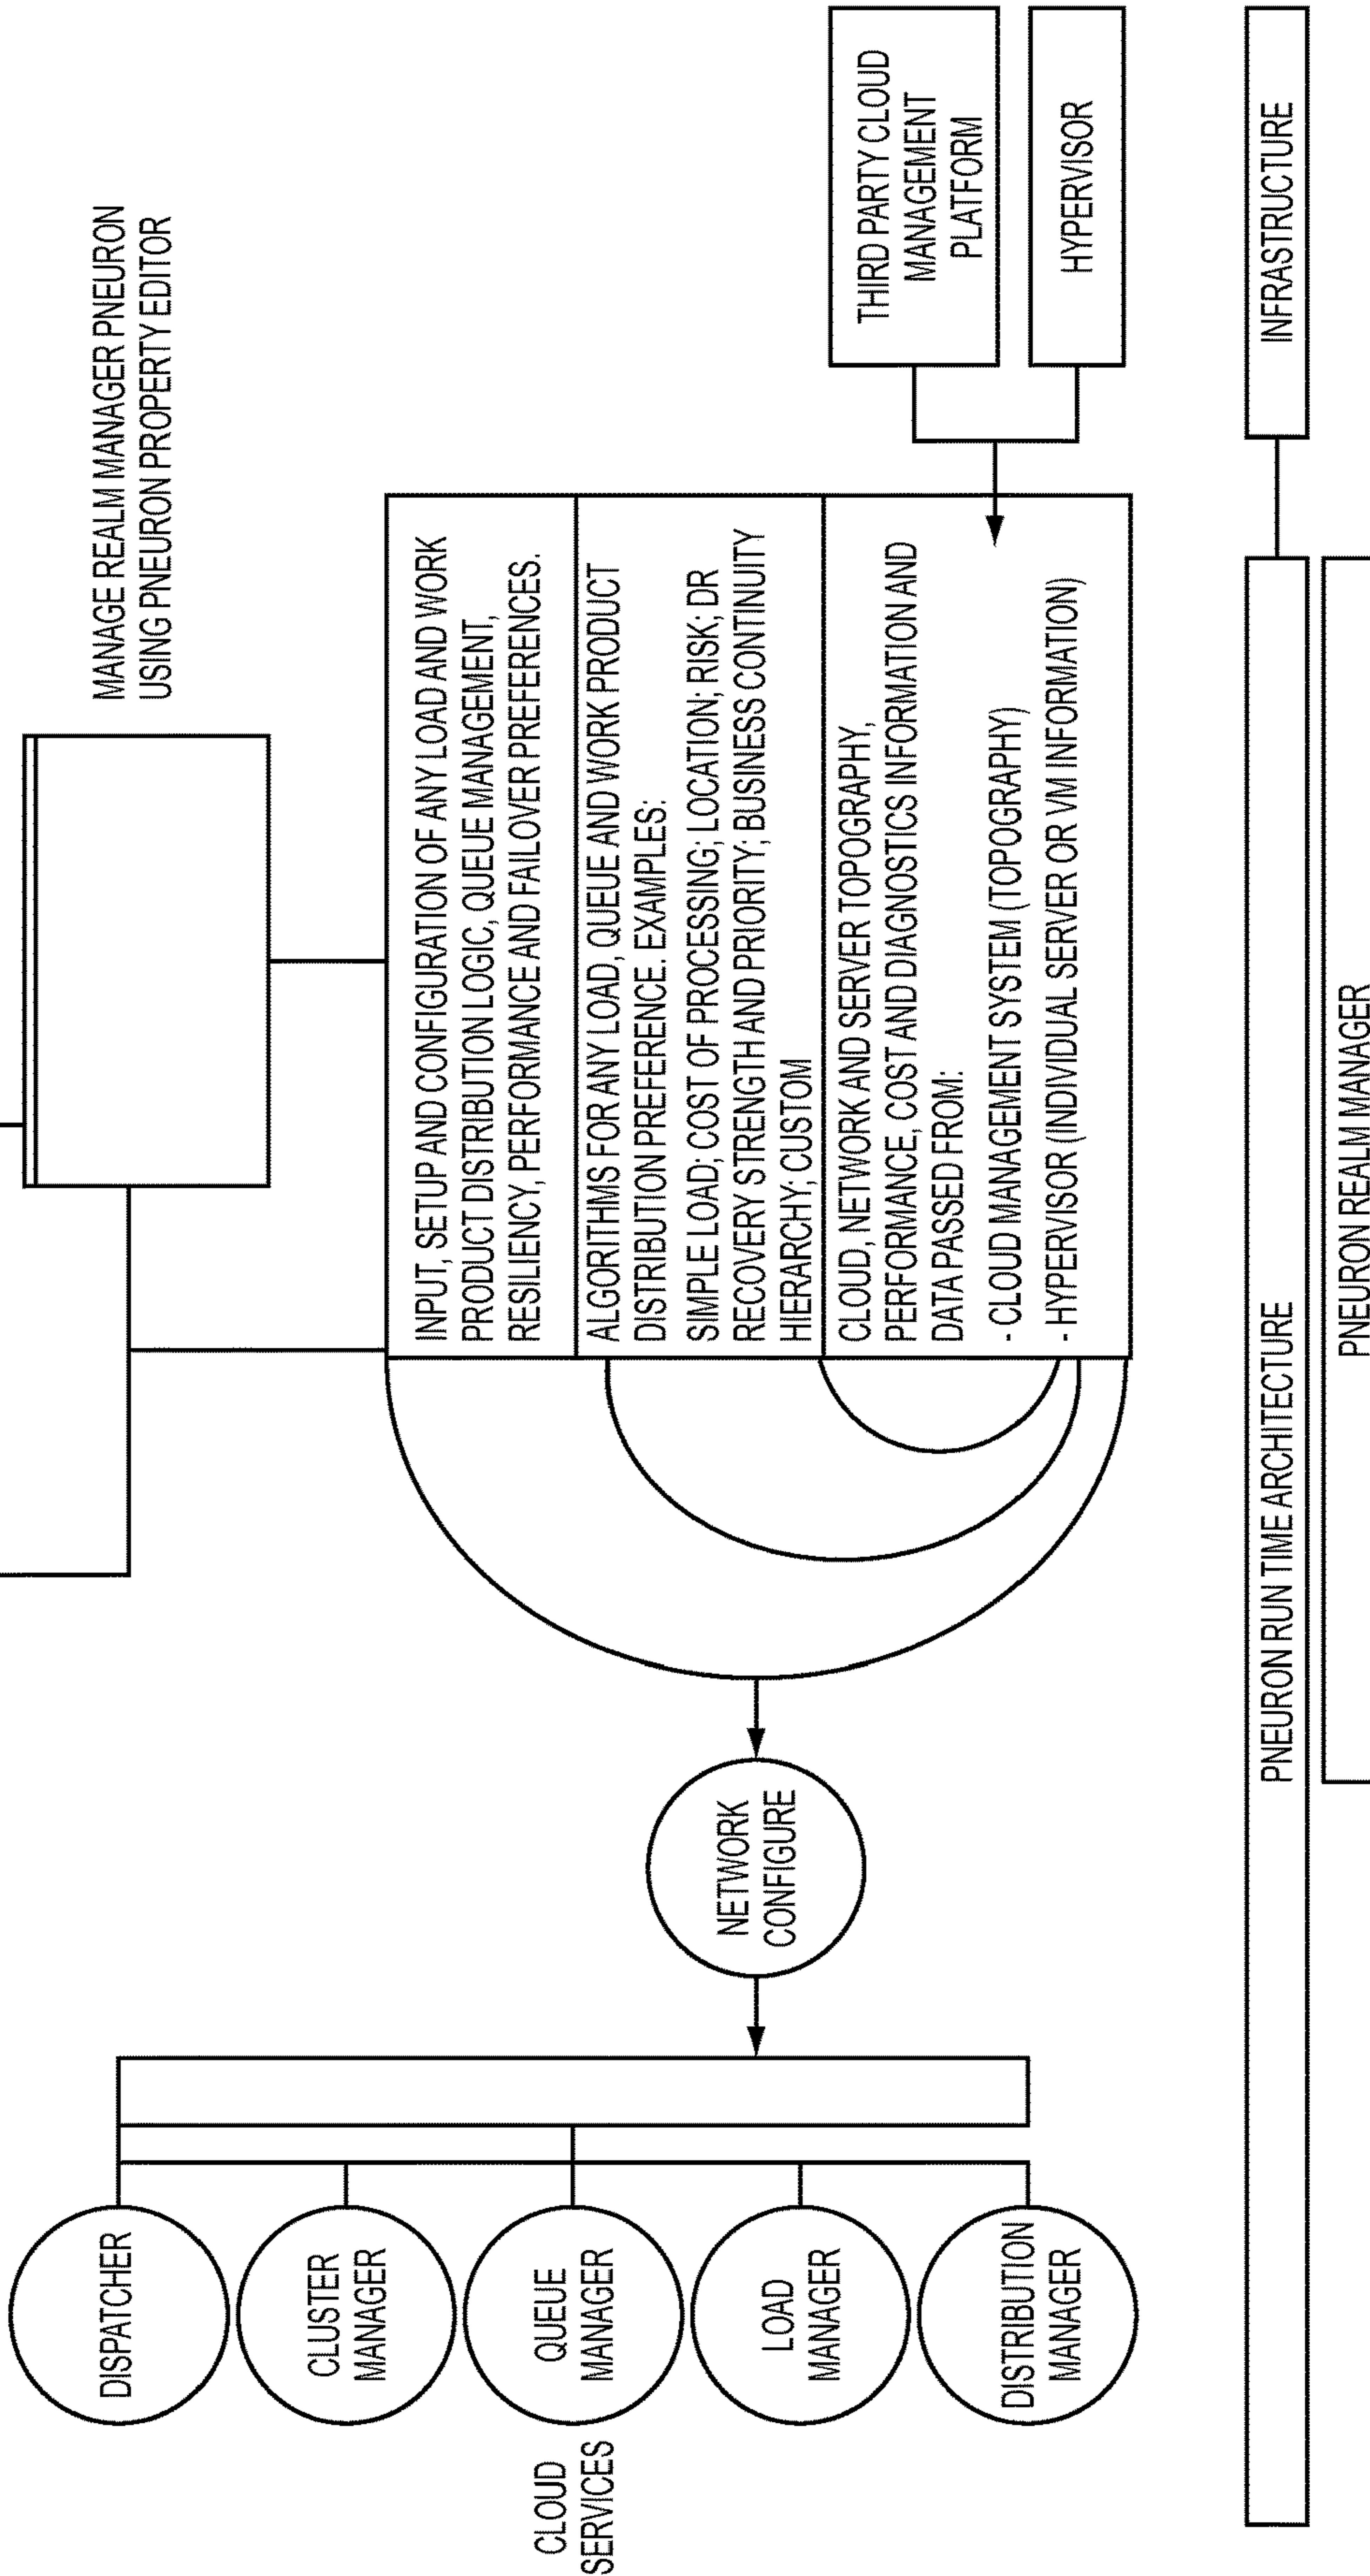 MANAGE REALM MANAGER PNEURON
USING PNEURON PROPERTY EDITOR
DISPATCHER
CLUSTER
MANAGER
CLOUD
SERVICES
QUEUE
MANAGER
LOAD
MANAGER
DISTRIBUTION
MANAGER
NETWORK
CONFIGURE
INPUT, SETUP AND CONFIGURATION OF ANY LOAD AND WORK
PRODUCT DISTRIBUTION LOGIC, QUEUE MANAGEMENT,
RESILIENCY, PERFORMANCE AND FAILOVER PREFERENCES.
ALGORITHMS FOR ANY LOAD, QUEUE AND WORK PRODUCT
DISTRIBUTION PREFERENCE. EXAMPLES:
SIMPLE LOAD; COST OF PROCESSING; LOCATION; RISK; DR
RECOVERY STRENGTH AND PRIORITY; BUSINESS CONTINUITY
HIERARCHY; CUSTOM
CLOUD, NETWORK AND SERVER TOPOGRAPHY,
PERFORMANCE, COST AND DIAGNOSTICS INFORMATION AND
DATA PASSED FROM:
- CLOUD MANAGEMENT SYSTEM (TOPOGRAPHY)
- HYPERVISOR (INDIVIDUAL SERVER OR VM INFORMATION)
THIRD PARTY CLOUD
MANAGEMENT
PLATFORM
HYPERVISOR
PNEURON RUN TIME ARCHITECTURE
INFRASTRUCTURE
PNEURON REALM MANAGER